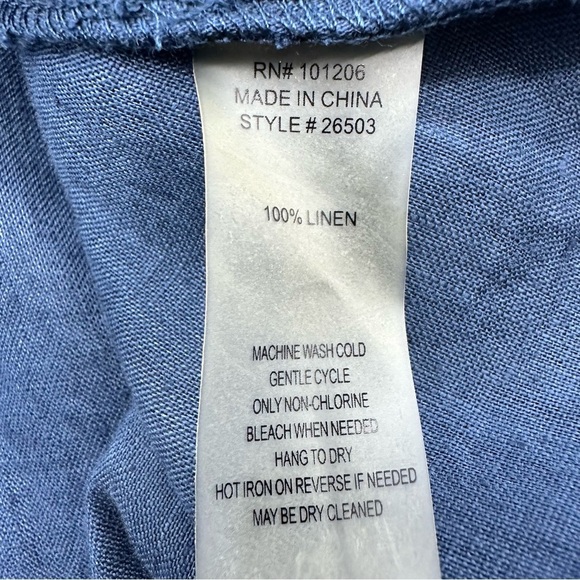 RN# 101206
MADE IN CHINA
STYLE # 26503
100% LINEN
MACHINE WASH COLD
GENTLE CYCLE
ONLY NON-CHLORINE
BLEACH WHEN NEEDED
HANG TO DRY
HOT IRON ON REVERSE IF NEEDED
MAY BE DRY CLEANED